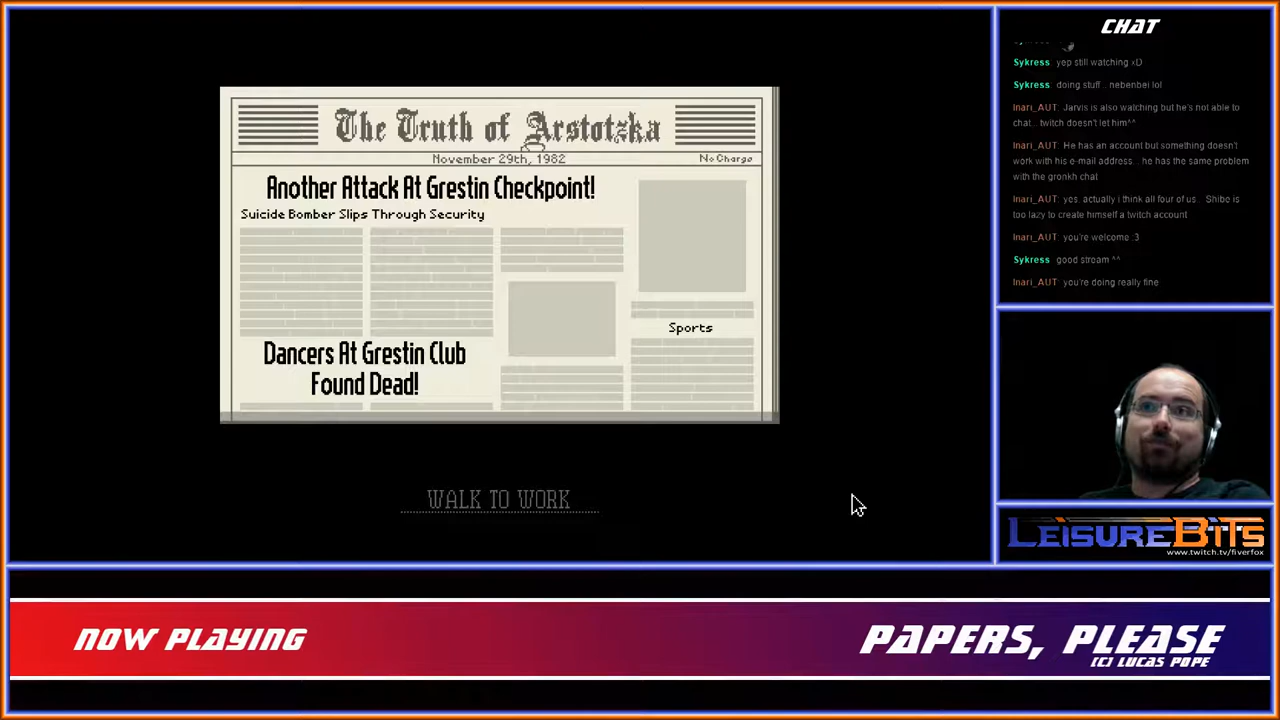 The Truth of Arstotzka
November 29th, 1982
No Charge
Another Attack At Grestin Checkpoint!
Suicide Bomber Slips Through Security
Dancers At Grestin Club
Found Dead!
Sports
WALK TO WORK
CHAT
Sykress yep still watching xD
Sykress doing stuff .. nebenbei lol
Inari_AUT: Jarvis is also watching but he's not able to
chat... twitch doesn't let him^^
Inari_AUT: He has an account but something doesn't
work with his e-mail address... he has the same problem
with the gronkh chat
Inari_AUT: yes. actually i think all four of us... Shibe is
too lazy to create himself a twitch account
Inari_AUT: you're welcome :3
Sykress good stream ^^
Inari_AUT: you're doing really fine
LEISUREBITS
www.twitch.tv/fiverfox
NOW PLAYING
PAPERS, PLEASE
(C) LUCAS POPE